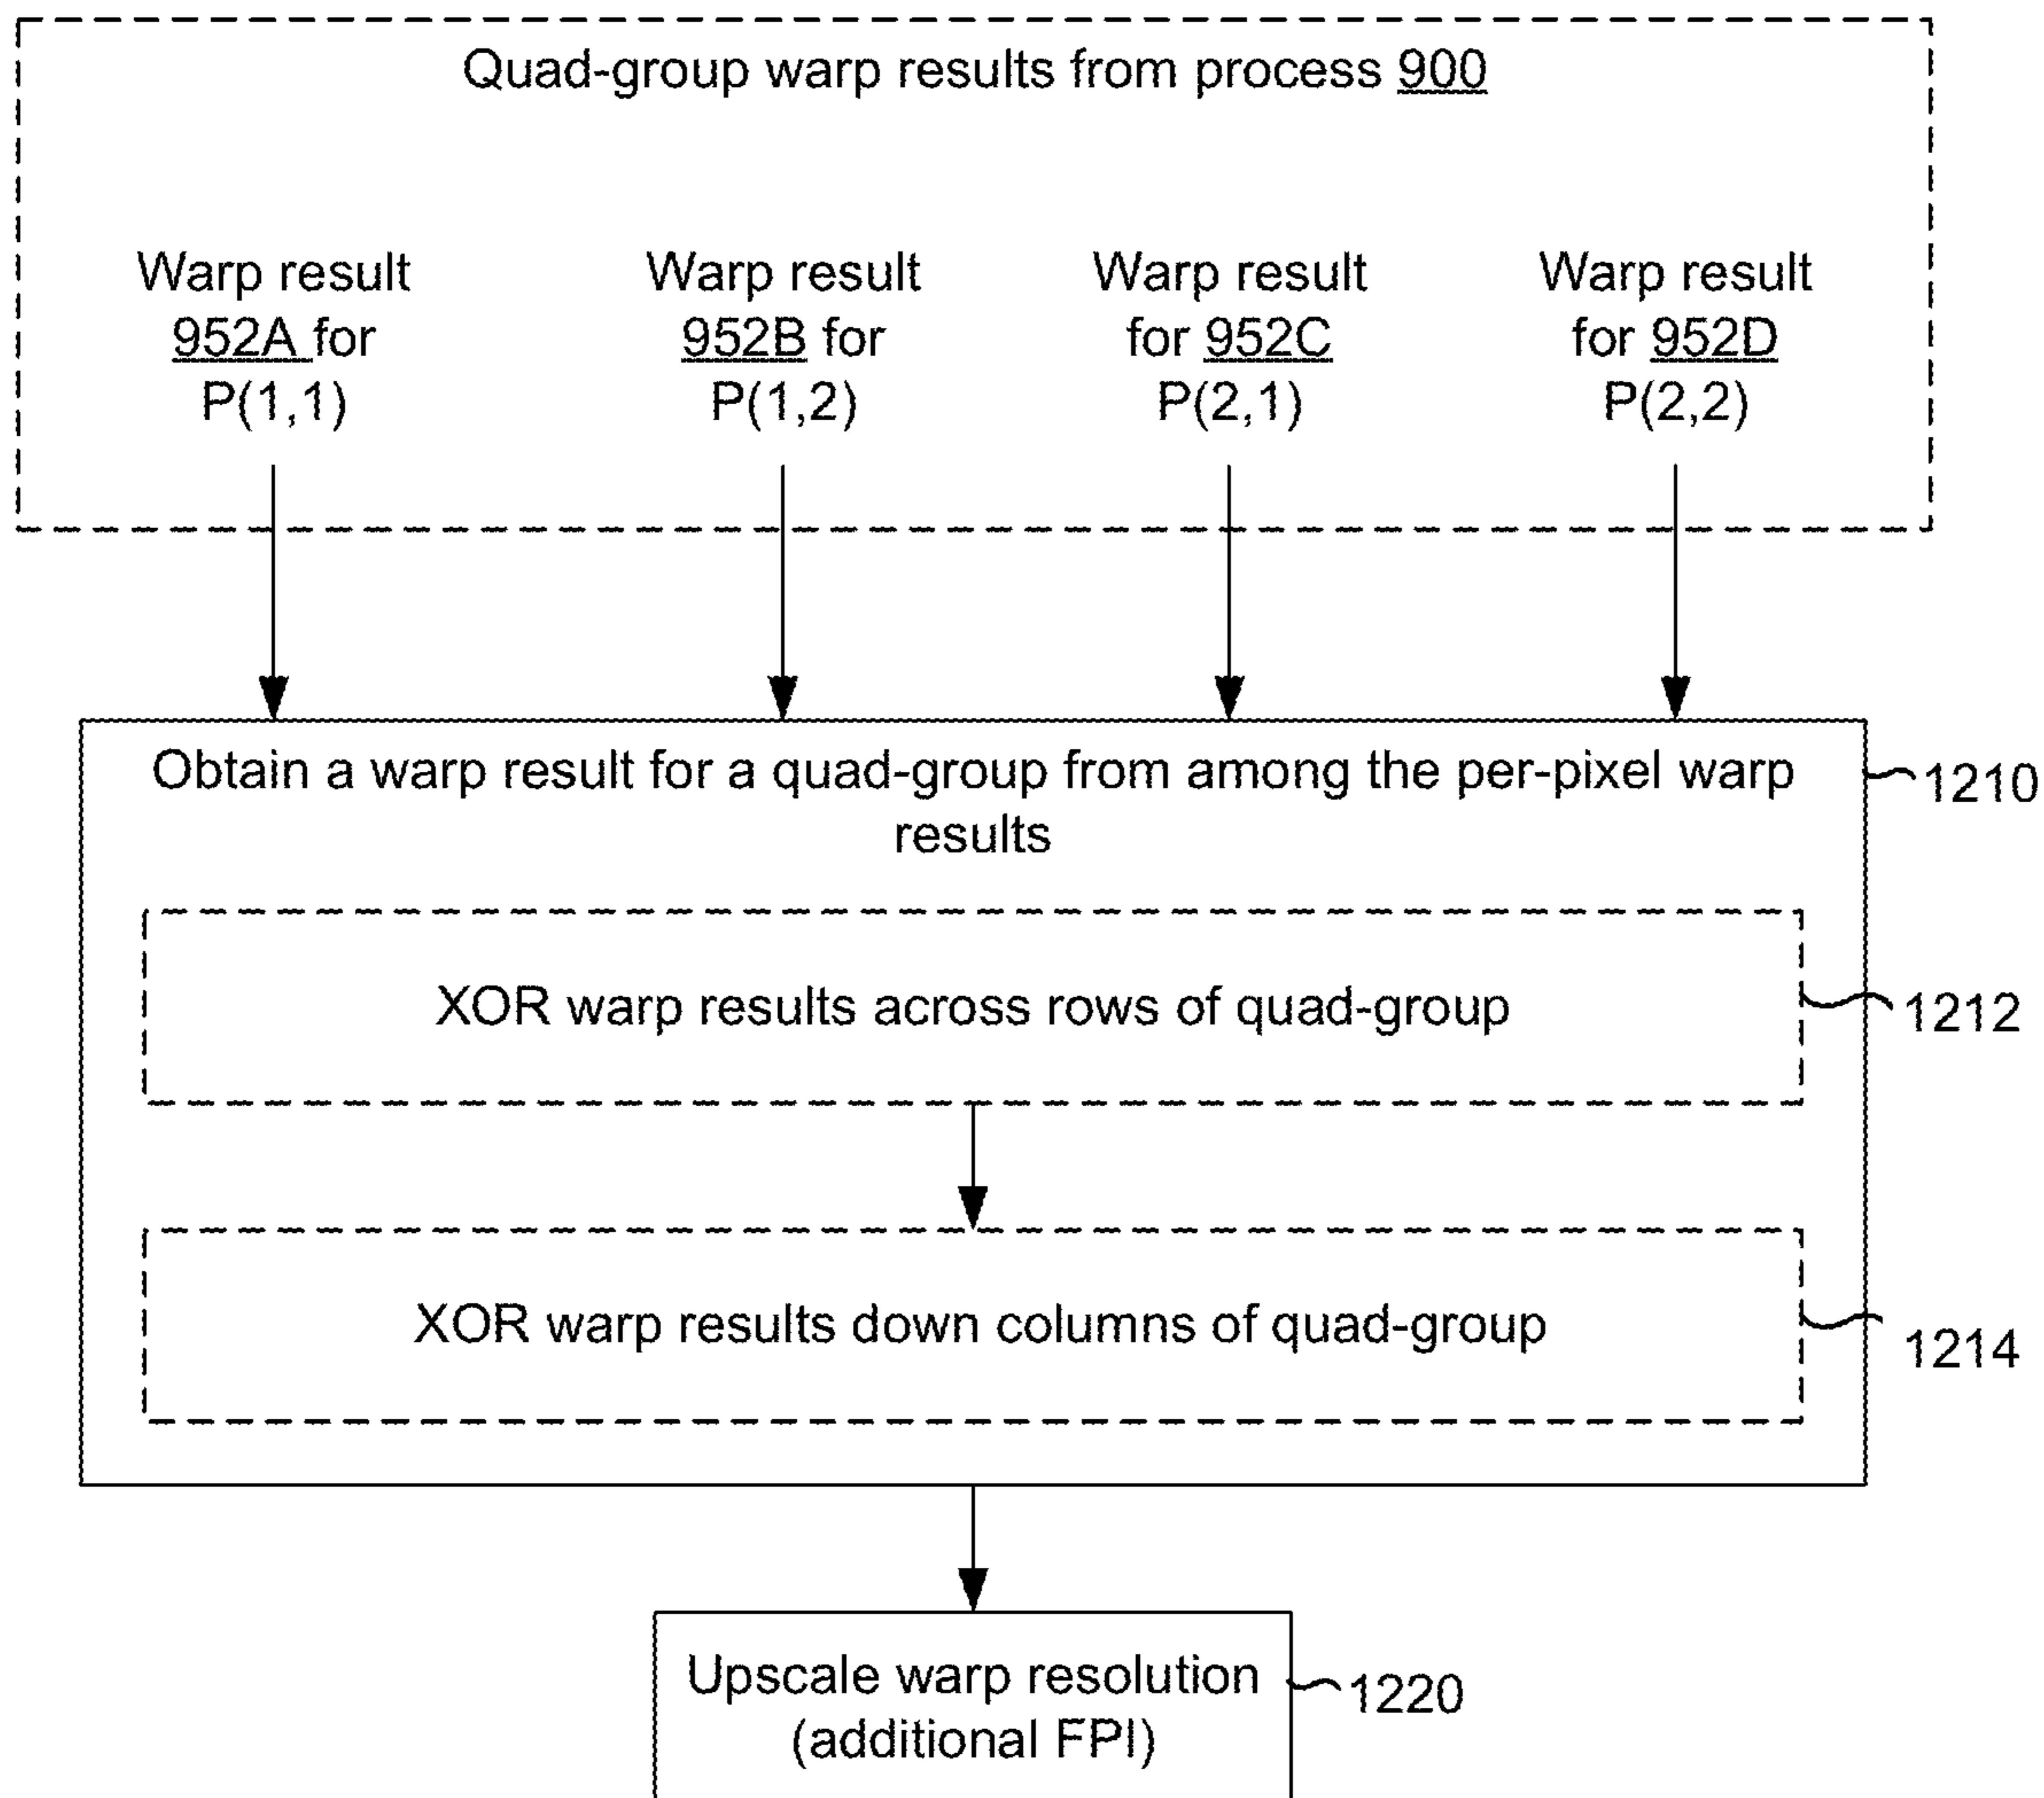 Quad-group warp results from process 900
Warp result
952A for
P(1,1)
Warp result
952B for
P(1,2)
Warp result
for 952C
P(2,1)
Warp result
for 952D
P(2,2)
Obtain a warp result for a quad-group from among the per-pixel warp
results
1210
XOR warp results across rows of quad-group
1212
XOR warp results down columns of quad-group
1214
Upscale warp resolution
(additional FPI)
1220